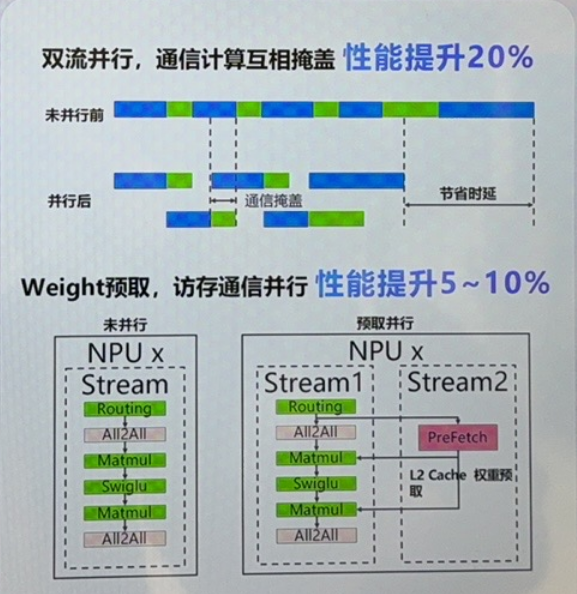 双流并行，通信计算互相掩盖 性能提升20%
未并行前
并行后
通信掩盖
节省时延
Weight预取，访存通信并行 性能提升5~10%
未并行
NPU x
Stream
Routing
All2All
Matmul
Swiglu
Matmul
All2All
预取并行
NPU x
Stream1
Routing
All2All
Matmul
Swiglu
Matmul
All2All
Stream2
PreFetch
L2 Cache 权重预
取